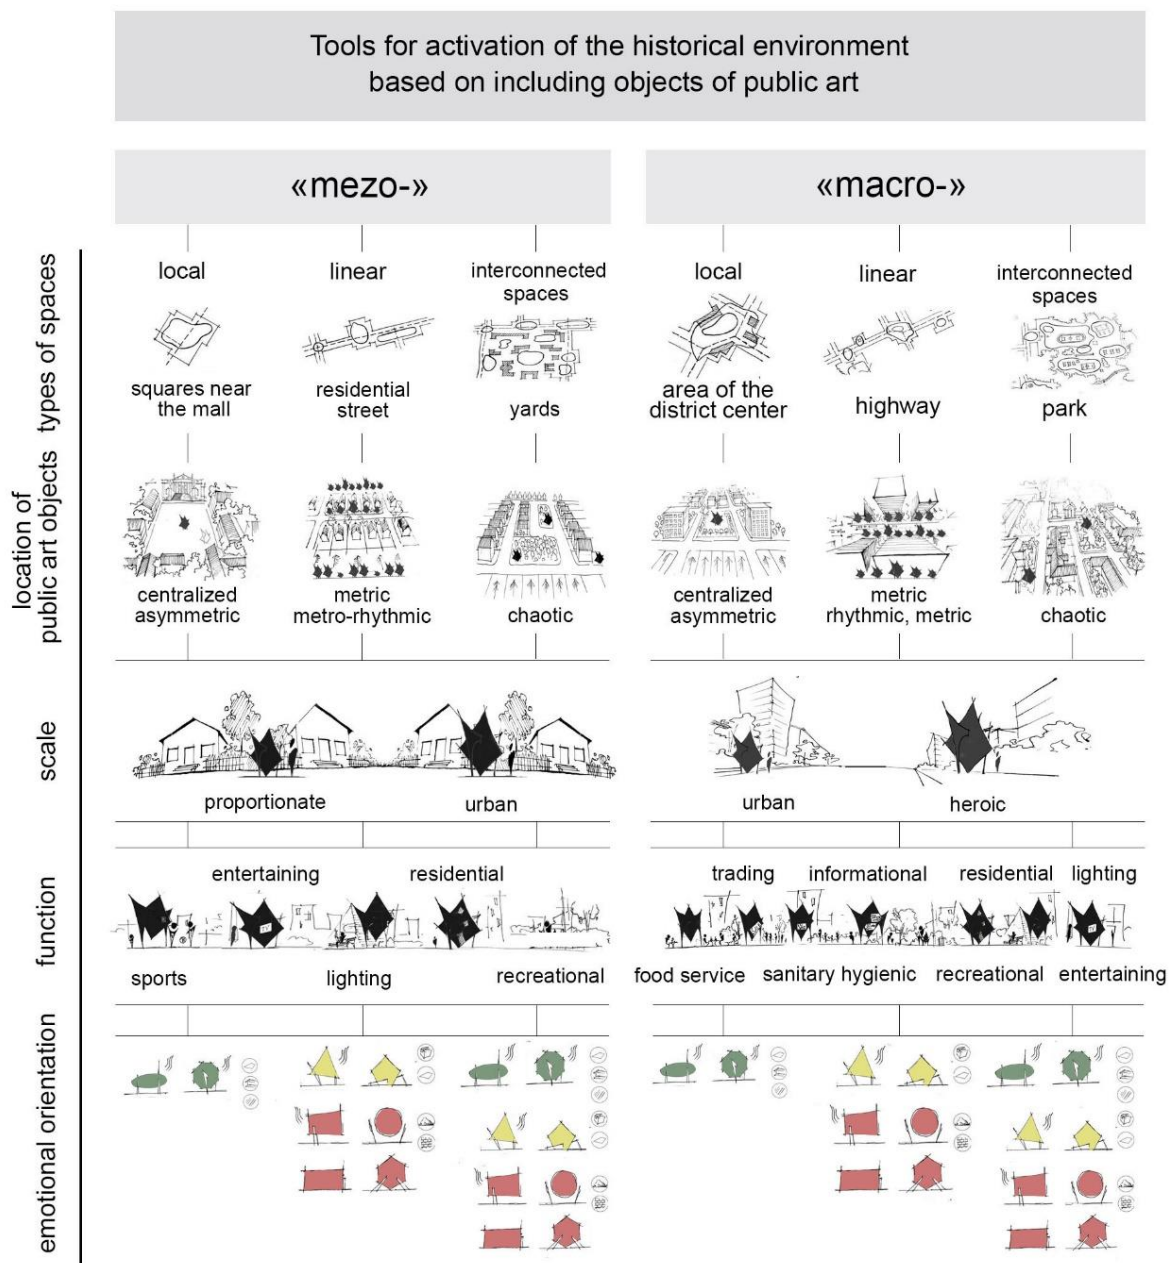 Tools for activation of the historical environment
based on including objects of public art
«mezo-»
«macro-»
types of spaces
local
linear
interconnected
spaces
local
linear
interconnected
spaces
squares near
the mall
residential
street
yards
area of the
district center
highway
park
location of
public art objects
centralized
asymmetric
metric
metro-rhythmic
chaotic
centralized
asymmetric
metric
rhythmic, metric
chaotic
scale
proportionate
urban
urban
heroic
function
entertaining
residential
trading
informational
residential
lighting
sports
lighting
recreational
food service
sanitary hygienic
recreational
entertaining
emotional orientation